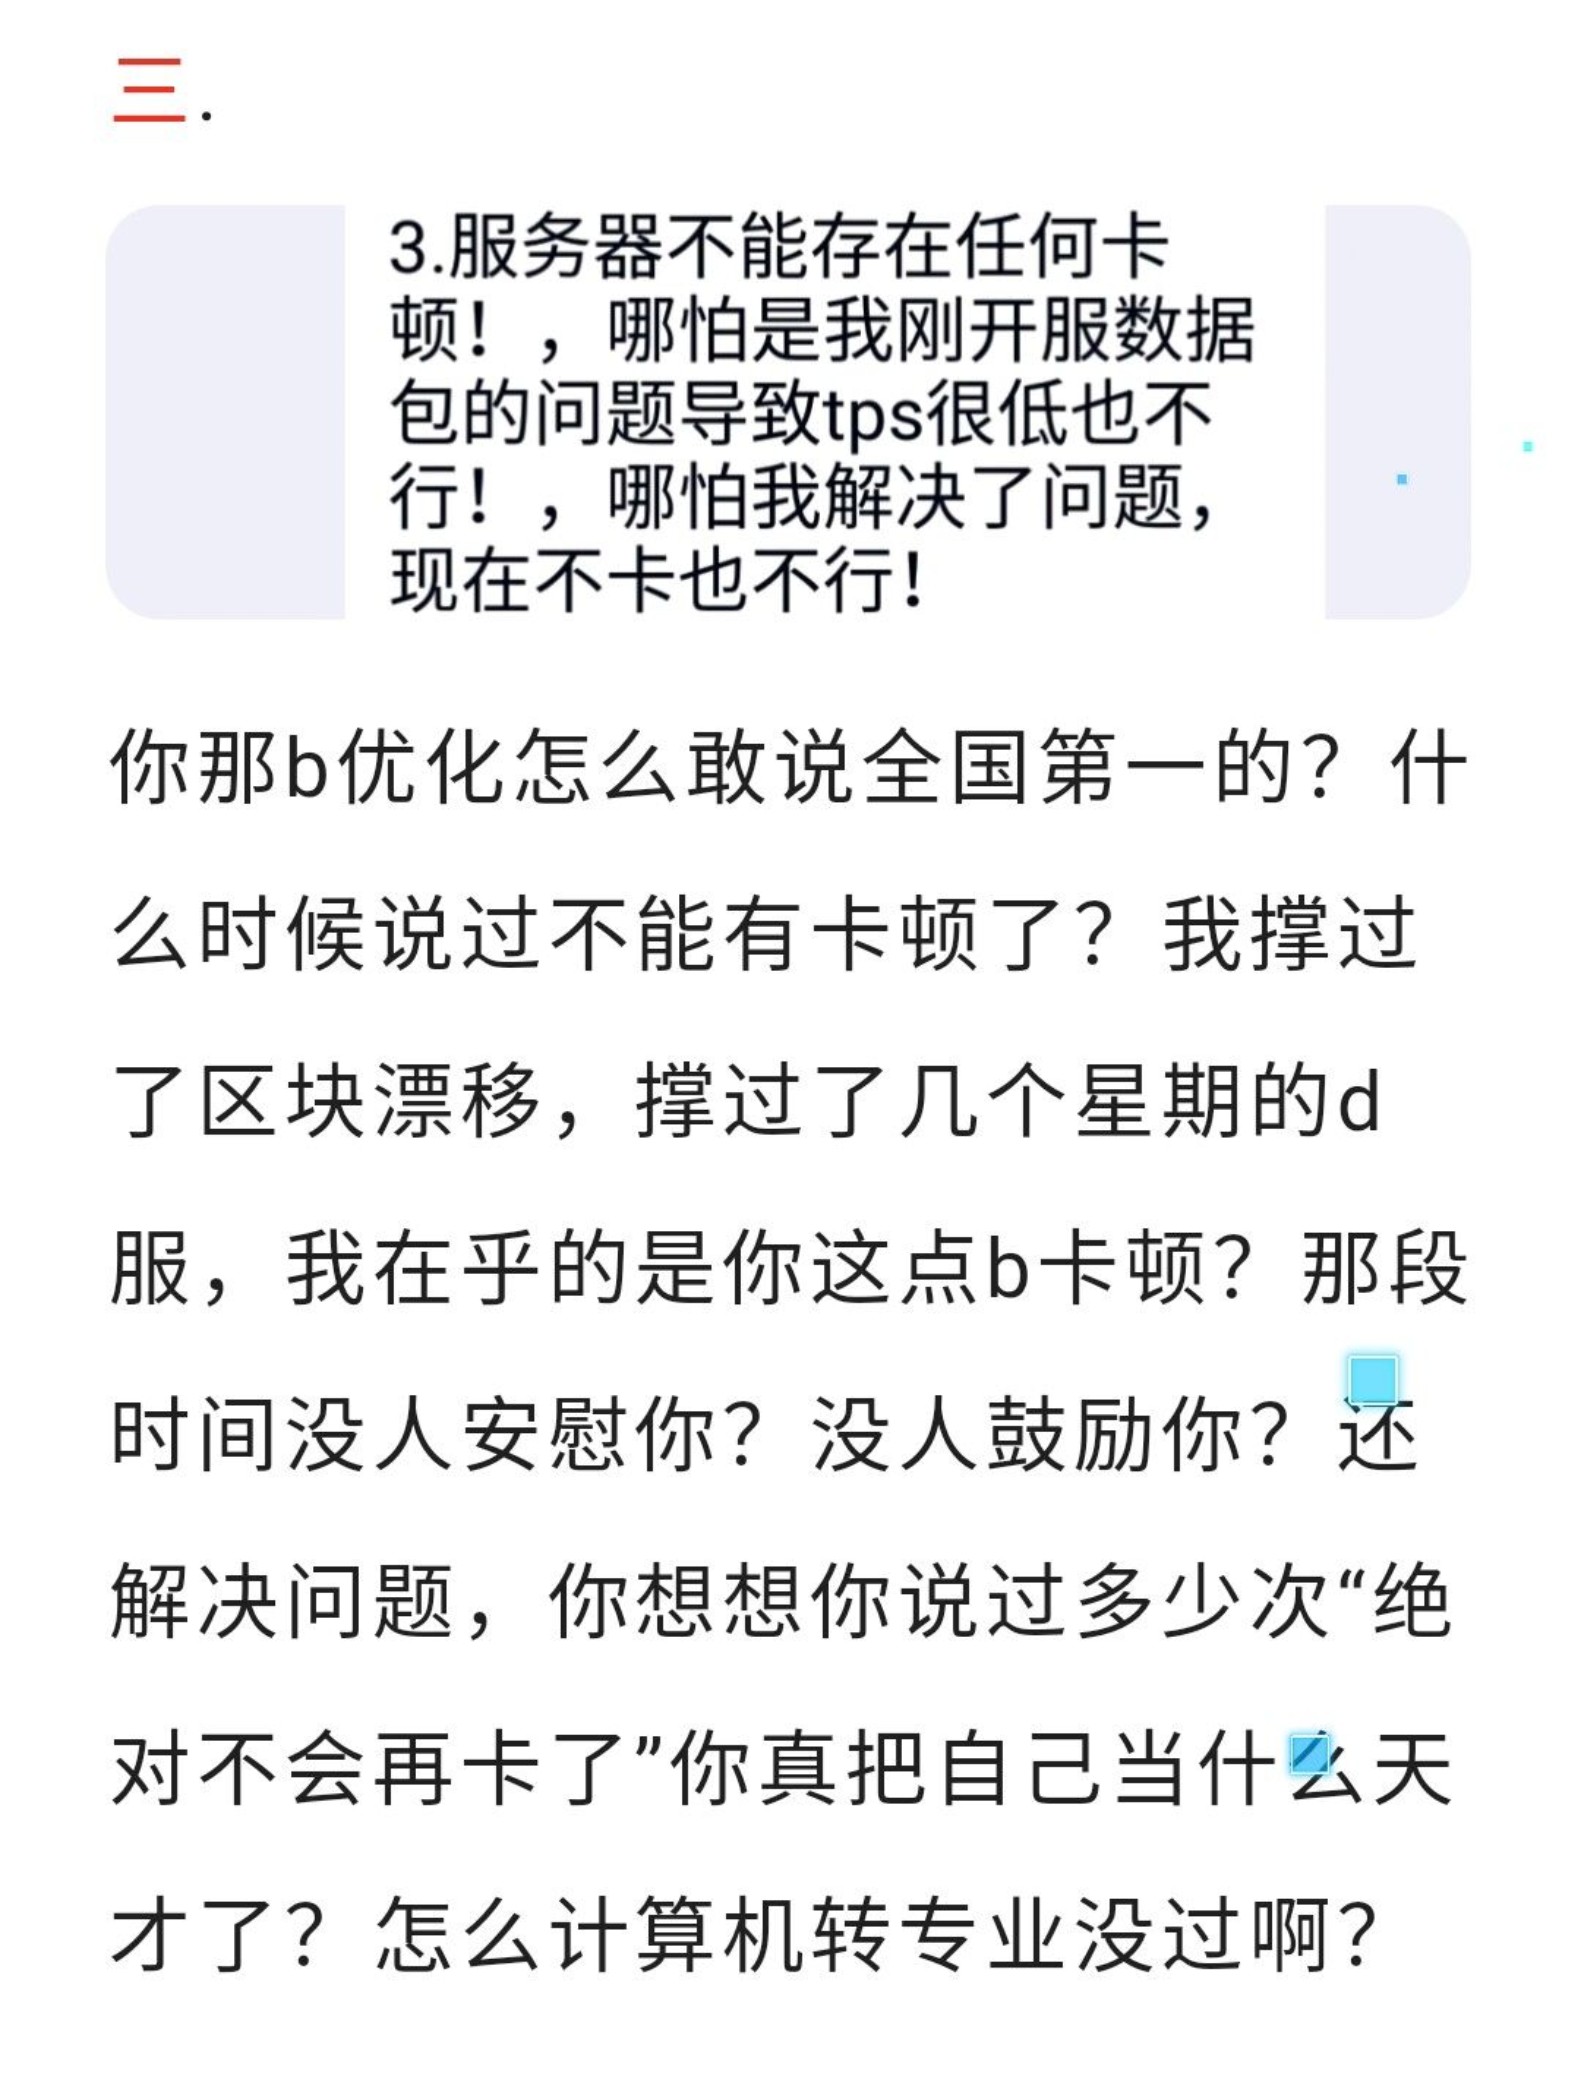 三.
3.服务器不能存在任何卡
顿！，哪怕是我刚开服数据
包的问题导致tps很低也不
行！，哪怕我解决了问题，
现在不卡也不行！
你那b优化怎么敢说全国第一的？什
么时候说过不能有卡顿了？我撑过
了区块漂移，撑过了几个星期的d
服，我在乎的是你这点b卡顿？那段
时间没人安慰你？没人鼓励你？还
解决问题，你想想你说过多少次“绝
对不会再卡了”你真把自己当什么天
才了？怎么计算机转专业没过啊？